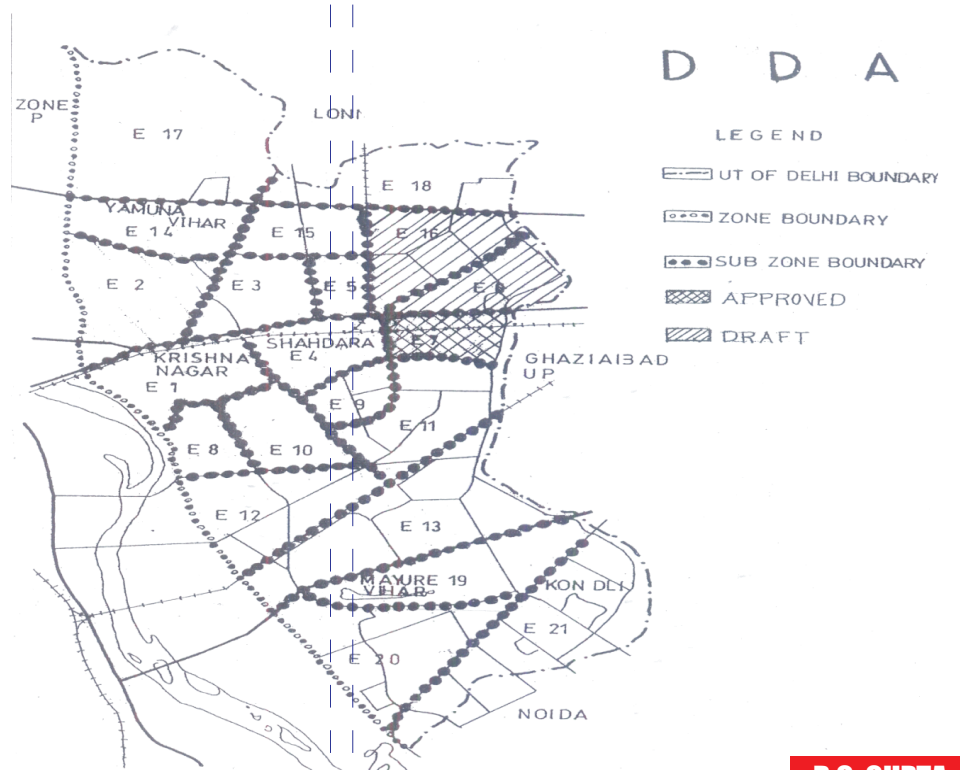 D D A
ZONE
P
LONI
E 17
LEGEND
E 18
UT OF DELHI BOUNDARY
YAMUNA
VIHAR
ZONE BOUNDARY
E 14
E 15
E 16
SUB ZONE BOUNDARY
E 2
E 3
E 5
E 6
APPROVED
DRAFT
SHAHDARA
E 7
KRISHNA
NAGAR
E 4
GHAZIABAD
UP
E 1
E 9
E 11
E 8
E 10
E 12
E 13
MAYURE 19
VIHAR
KONDLI
E 21
E 20
NOIDA